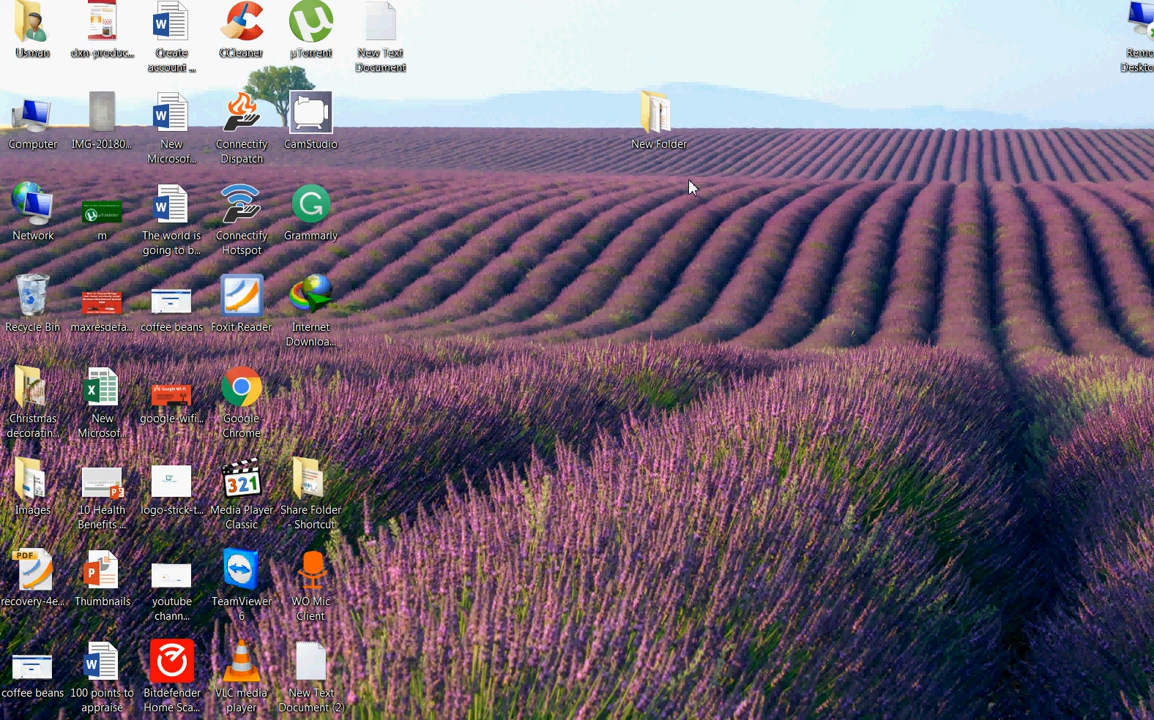 Usman
dxn-produc...
Create
account ...
CCleaner
µTorrent
New Text
Document
Remo
Deskto
Computer
IMG-20180...
New
Microsof...
Connectify
Dispatch
CamStudio
New Folder
Network
m
The world is
going to b...
Connectify
Hotspot
Grammarly
Recycle Bin
maxresdefa...
coffee beans
Foxit Reader
Internet
Downloa...
Christmas
decoratin...
New
Microsof...
google-wifi...
Google
Chrome
Images
10 Health
Benefits ...
logo-stick-t...
321
Media Player
Classic
Share Folder
- Shortcut
PDF
recovery-4e...
Thumbnails
youtube
chann...
TeamViewer
6
WO Mic
Client
coffee beans
100 points to
appraise
Bitdefender
Home Sca...
VLC media
player
New Text
Document (2)